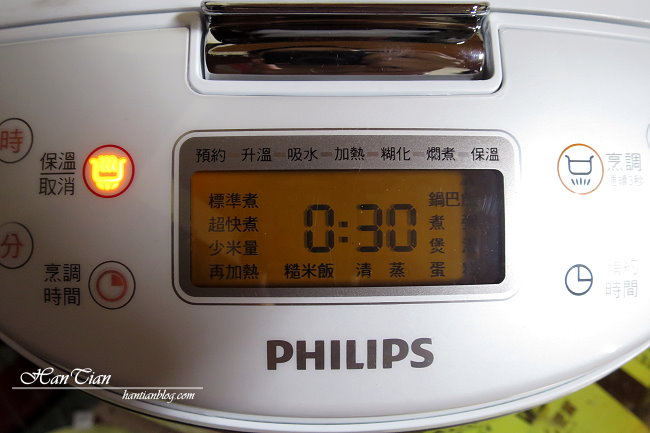 預約 升溫 吸水 加熱 糊化 燜煮 保溫
時
保溫
取消
分
烹調
時間
標準煮
超快煮
少米量
再加熱
糙米飯 清 蒸 蛋
0:30
鍋巴
煮
煲
烹調
時間
PHILIPS
HanTian
hantianblog.com